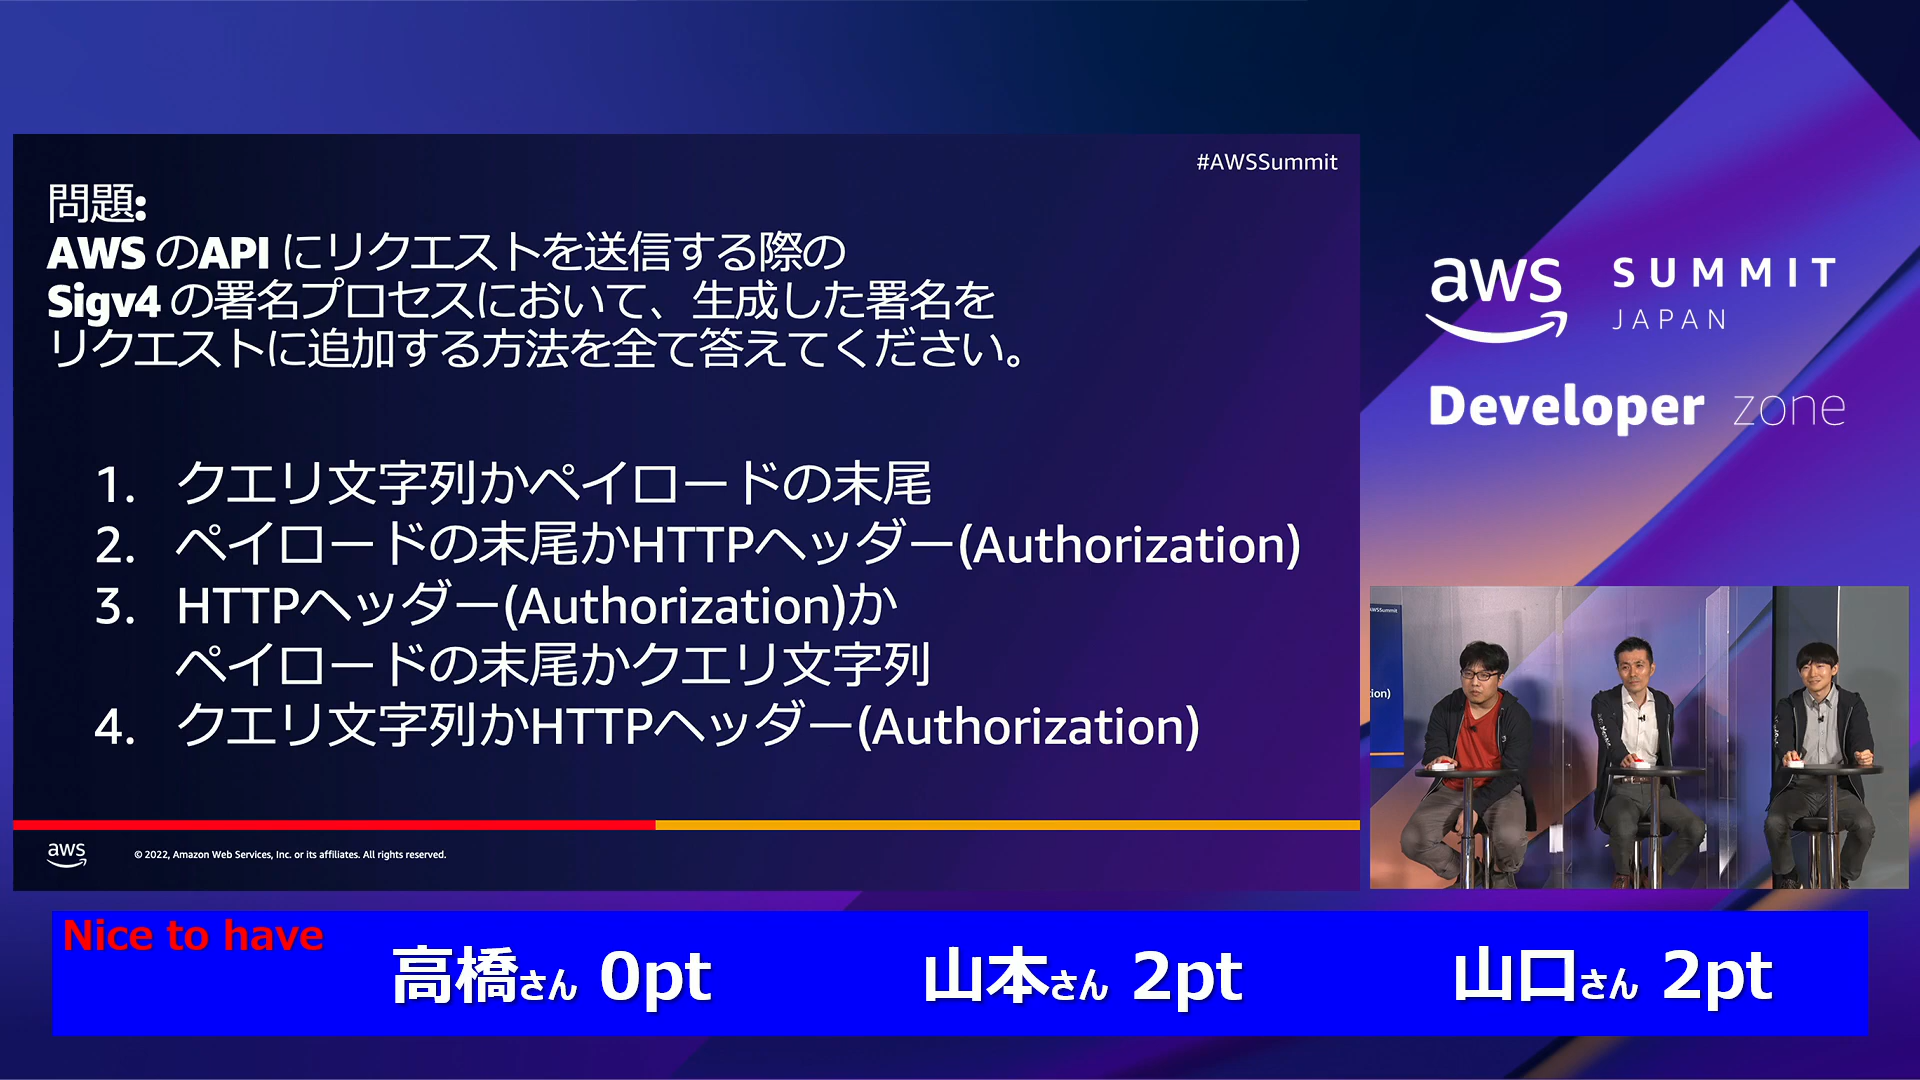 #AWSSummit
問題:
AWS のAPI にリクエストを送信する際の
Sigv4 の署名プロセスにおいて、生成した署名を
リクエストに追加する方法を全て答えてください。
1. クエリ文字列かペイロードの末尾
2. ペイロードの末尾かHTTPヘッダー(Authorization)
3. HTTPヘッダー(Authorization)か
ペイロードの末尾かクエリ文字列
4. クエリ文字列かHTTPヘッダー(Authorization)
aws
© 2022, Amazon Web Services, Inc. or its affiliates. All rights reserved.
aws SUMMIT
JAPAN
Developer zone
Nice to have
高橋さん 0pt
山本さん 2pt
山口さん 2pt